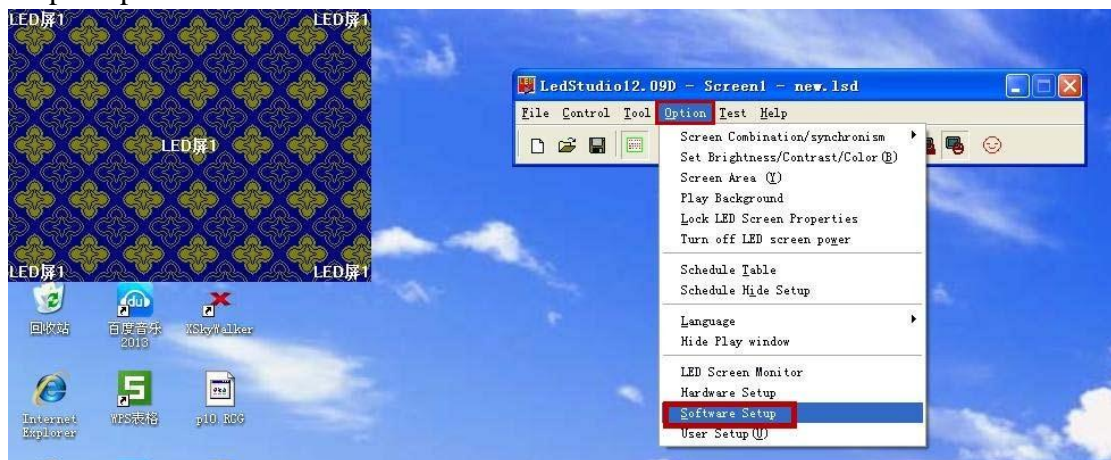 LED屏1
LED屏1
LED屏1
LED屏1
LED屏1
回收站
百度音乐
2013
XSkyWalker
Internet
Explorer
WPS表格
p10.RCG
LedStudio12.09D - Screen1 - new.lsd
File Control Tool Option Test Help
Screen Combination/synchronism
Set Brightness/Contrast/Color(B)
Screen Area (Y)
Play Background
Lock LED Screen Properties
Turn off LED screen power
Schedule Table
Schedule Hide Setup
Language
Hide Play window
LED Screen Monitor
Hardware Setup
Software Setup
User Setup(U)